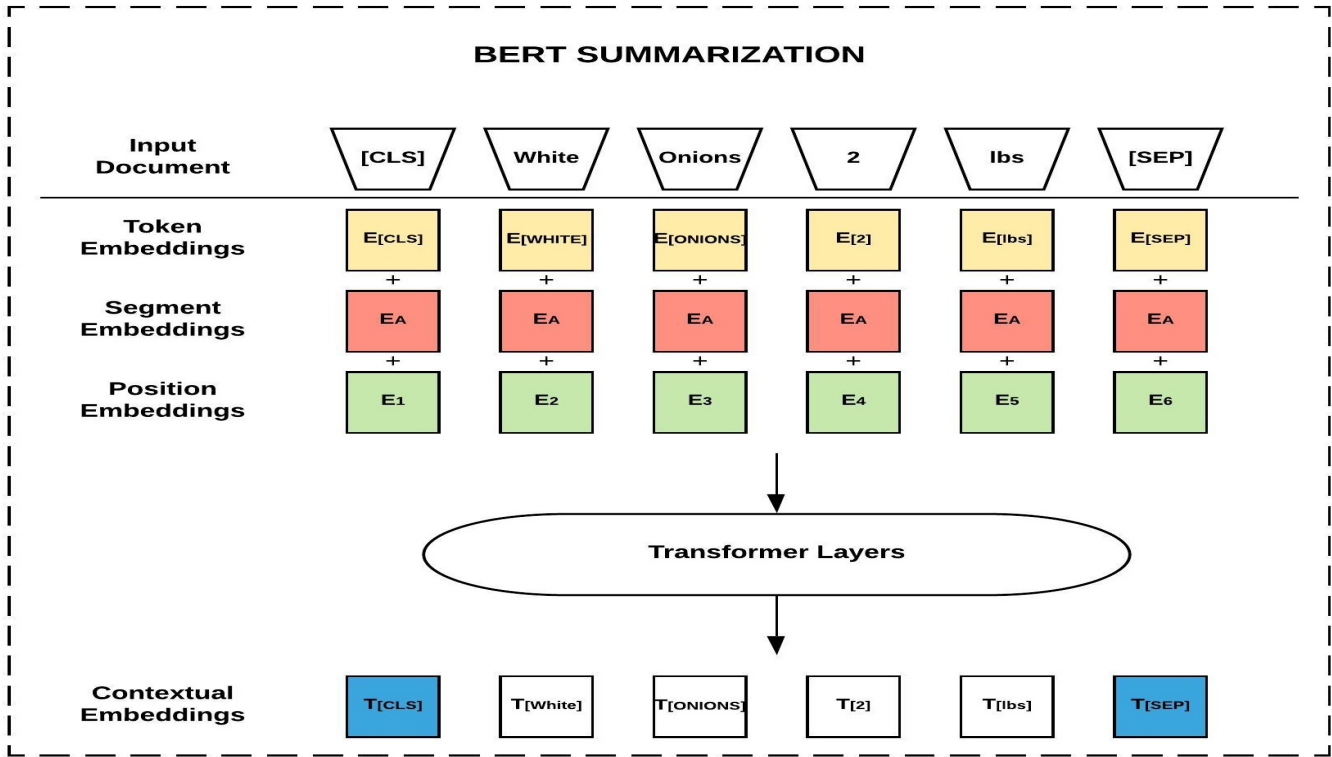 BERT SUMMARIZATION
Input
Document
[CLS] White Onions 2 lbs [SEP]
Token
Embeddings
E[CLS] E[WHITE] E[ONIONS] E[2] E[lbs] E[SEP]
+ + + + + +
Segment
Embeddings
EA EA EA EA EA EA
+ + + + + +
Position
Embeddings
E1 E2 E3 E4 E5 E6
Transformer Layers
Contextual
Embeddings
T[CLS] T[White] T[ONIONS] T[2] T[lbs] T[SEP]